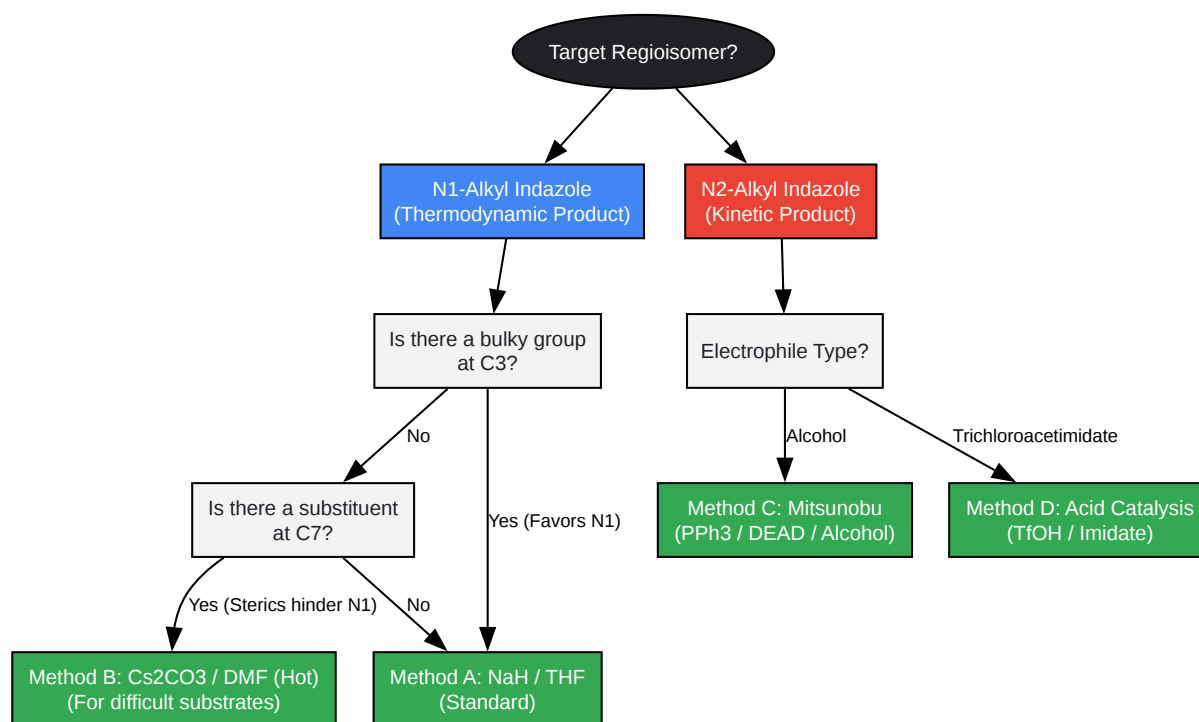 Target Regioisomer?
N1-Alkyl Indazole
(Thermodynamic Product)
N2-Alkyl Indazole
(Kinetic Product)
Is there a bulky group
at C3?
Electrophile Type?
No
Yes (Favors N1)
Alcohol
Trichloroacetimidate
Is there a substituent
at C7?
Method C: Mitsunobu
(PPh3 / DEAD / Alcohol)
Method D: Acid Catalysis
(TfOH / Imidate)
Yes (Sterics hinder N1)
No
Method B: Cs2CO3 / DMF (Hot)
(For difficult substrates)
Method A: NaH / THF
(Standard)